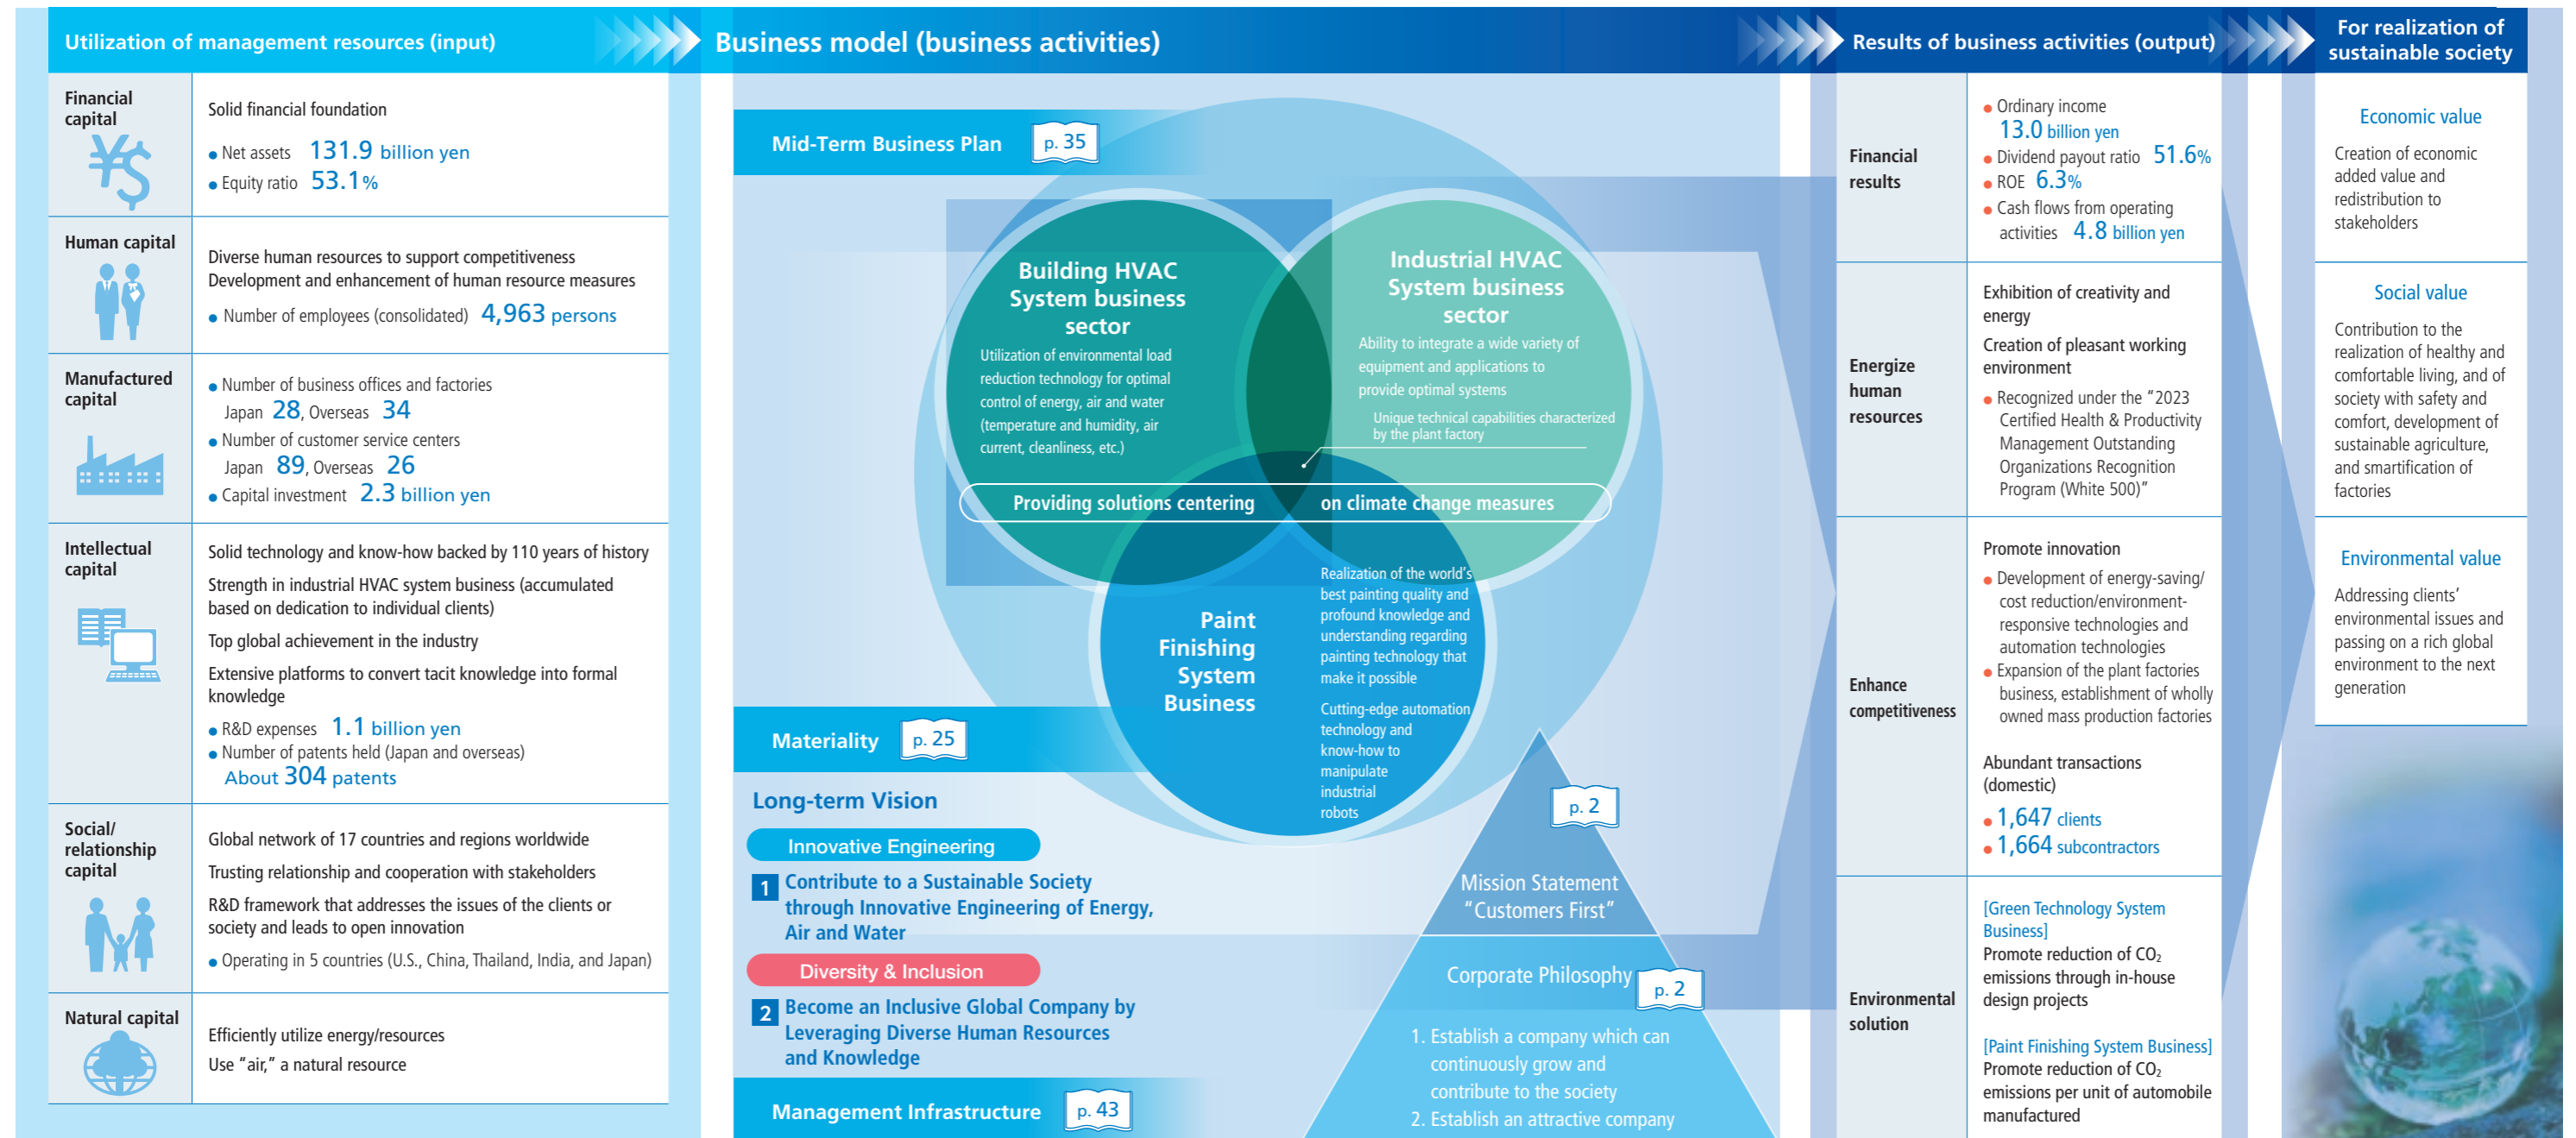 Utilization of management resources (input)
Business model (business activities)
Results of business activities (output)
For realization of
sustainable society
Financial
capital
Solid financial foundation
● Net assets 131.9 billion yen
● Equity ratio 53.1%
Human capital
Diverse human resources to support competitiveness
Development and enhancement of human resource measures
● Number of employees (consolidated) 4,963 persons
Manufactured
capital
● Number of business offices and factories
Japan 28, Overseas 34
● Number of customer service centers
Japan 89, Overseas 26
● Capital investment 2.3 billion yen
Intellectual
capital
Solid technology and know-how backed by 110 years of history
Strength in industrial HVAC system business (accumulated
based on dedication to individual clients)
Top global achievement in the industry
Extensive platforms to convert tacit knowledge into formal
knowledge
● R&D expenses 1.1 billion yen
● Number of patents held (Japan and overseas)
About 304 patents
Social/
relationship
capital
Global network of 17 countries and regions worldwide
Trusting relationship and cooperation with stakeholders
R&D framework that addresses the issues of the clients or
society and leads to open innovation
● Operating in 5 countries (U.S., China, Thailand, India, and Japan)
Natural capital
Efficiently utilize energy/resources
Use “air,” a natural resource
Mid-Term Business Plan p. 35
Building HVAC
System business
sector
Utilization of environmental load
reduction technology for optimal
control of energy, air and water
(temperature and humidity, air
current, cleanliness, etc.)
Industrial HVAC
System business
sector
Ability to integrate a wide variety of
equipment and applications to
provide optimal systems
Unique technical capabilities characterized
by the plant factory
Providing solutions centering on climate change measures
Paint
Finishing
System
Business
Realization of the world’s
best painting quality and
profound knowledge and
understanding regarding
painting technology that
make it possible
Cutting-edge automation
technology and
know-how to
manipulate
industrial
robots
Materiality p. 25
Long-term Vision
Innovative Engineering
1 Contribute to a Sustainable Society
through Innovative Engineering of Energy,
Air and Water
Diversity & Inclusion
2 Become an Inclusive Global Company by
Leveraging Diverse Human Resources
and Knowledge
Management Infrastructure p. 43
p. 2
Mission Statement
“Customers First”
Corporate Philosophy p. 2
1. Establish a company which can
continuously grow and
contribute to the society
2. Establish an attractive company
Financial
results
● Ordinary income
13.0 billion yen
● Dividend payout ratio 51.6%
● ROE 6.3%
● Cash flows from operating
activities 4.8 billion yen
Energize
human
resources
Exhibition of creativity and
energy
Creation of pleasant working
environment
● Recognized under the “2023
Certified Health & Productivity
Management Outstanding
Organizations Recognition
Program (White 500)”
Enhance
competitiveness
Promote innovation
● Development of energy-saving/
cost reduction/environment-
responsive technologies and
automation technologies
● Expansion of the plant factories
business, establishment of wholly
owned mass production factories
Abundant transactions
(domestic)
● 1,647 clients
● 1,664 subcontractors
Environmental
solution
[Green Technology System
Business]
Promote reduction of CO₂
emissions through in-house
design projects
[Paint Finishing System Business]
Promote reduction of CO₂
emissions per unit of automobile
manufactured
Economic value
Creation of economic
added value and
redistribution to
stakeholders
Social value
Contribution to the
realization of healthy and
comfortable living, and of
society with safety and
comfort, development of
sustainable agriculture,
and smartification of
factories
Environmental value
Addressing clients’
environmental issues and
passing on a rich global
environment to the next
generation